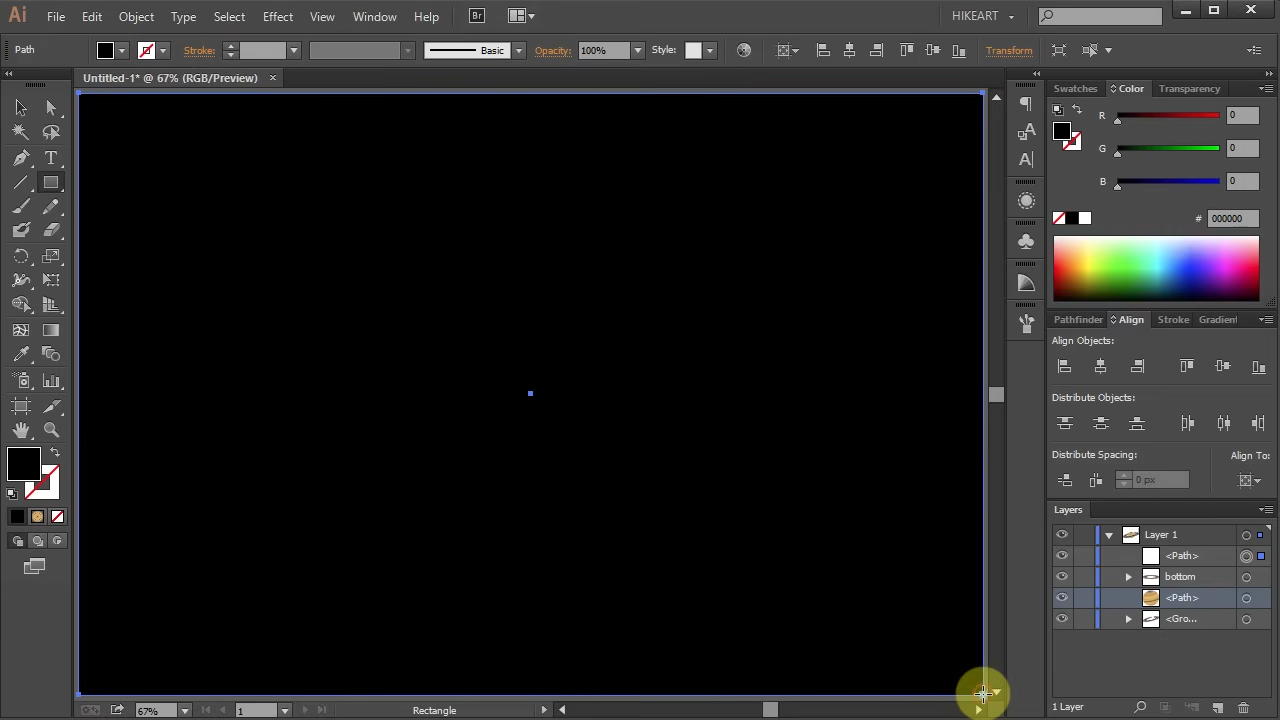 Ai File Edit Object Type Select Effect View Window Help Br HIKEART
Path Stroke: Basic Opacity: 100% Style: Transform
Untitled-1* @ 67% (RGB/Preview)
Swatches Color Transparency
R 0
G 0
B 0
# 000000
Pathfinder Align Stroke Gradient
Align Objects:
Distribute Objects:
Distribute Spacing: Align To:
0 px
Layers
Layer 1
<Path>
bottom
<Path>
<Gro...
1 Layer
67% 1 Rectangle